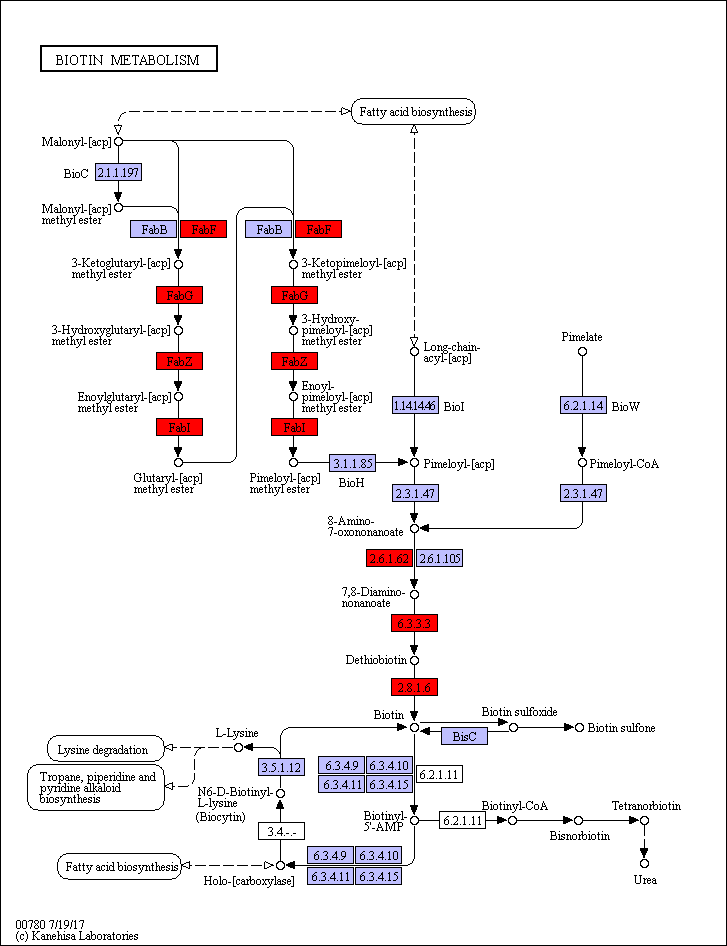 BIOTIN METABOLISM
Fatty acid biosynthesis
Malonyl-[acp]
BioC
2.1.1.197
Malonyl-[acp]
methyl ester
FabB
FabF
FabB
FabF
3-Ketoglutaryl-[acp]
methyl ester
3-Ketopimeloyl-[acp]
methyl ester
FabG
FabG
3-Hydroxyglutaryl-[acp]
methyl ester
3-Hydroxy-
pimeloyl-[acp]
methyl ester
Long-chain-
acyl-[acp]
Pimelate
FabZ
FabZ
Enoylglutaryl-[acp]
methyl ester
Enoyl-
pimeloyl-[acp]
methyl ester
1.14.14.46
BioI
6.2.1.14
BioW
FabI
FabI
Glutaryl-[acp]
methyl ester
Pimeloyl-[acp]
methyl ester
3.1.1.85
BioH
Pimeloyl-[acp]
Pimeloyl-CoA
2.3.1.47
2.3.1.47
8-Amino-
7-oxononanoate
2.6.1.62
2.6.1.105
7,8-Diamino-
nonanoate
6.3.3.3
Dethiobiotin
2.8.1.6
Biotin
Biotin sulfoxide
Biotin sulfone
BisC
L-Lysine
Lysine degradation
Tropane, piperidine and
pyridine alkaloid
biosynthesis
3.5.1.12
6.3.4.9
6.3.4.10
6.3.4.11
6.3.4.15
6.2.1.11
N6-D-Biotinyl-
L-lysine
(Biocytin)
3.4.-.-
Biotinyl-
5'-AMP
6.2.1.11
Biotinyl-CoA
Bisnorbiotin
Tetranorbiotin
Urea
Fatty acid biosynthesis
Holo-[carboxylase]
6.3.4.9
6.3.4.10
6.3.4.11
6.3.4.15
00780 7/19/17
(c) Kanehisa Laboratories